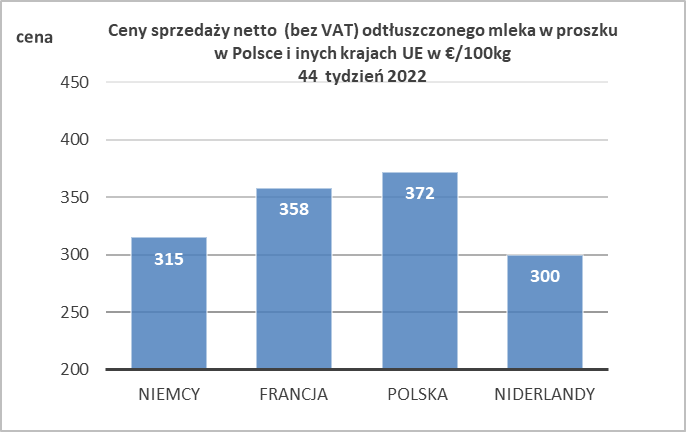 Ceny sprzedaży netto (bez VAT) odtłuszczonego mleka w proszku
w Polsce i inych krajach UE w €/100kg
44 tydzień 2022
cena
450
400
350
300
250
200
315
358
372
300
NIEMCY FRANCJA POLSKA NIDERLANDY